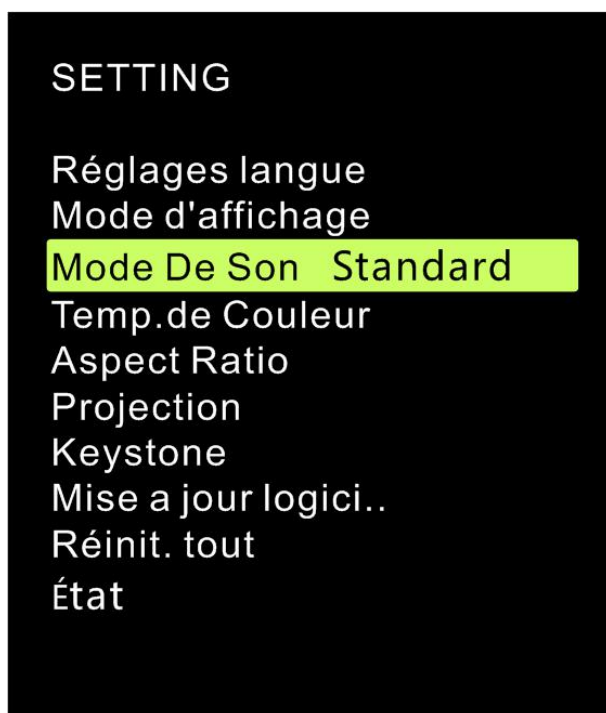 SETTING
Réglages langue
Mode d'affichage
Mode De Son Standard
Temp.de Couleur
Aspect Ratio
Projection
Keystone
Mise a jour logici..
Réinit. tout
État